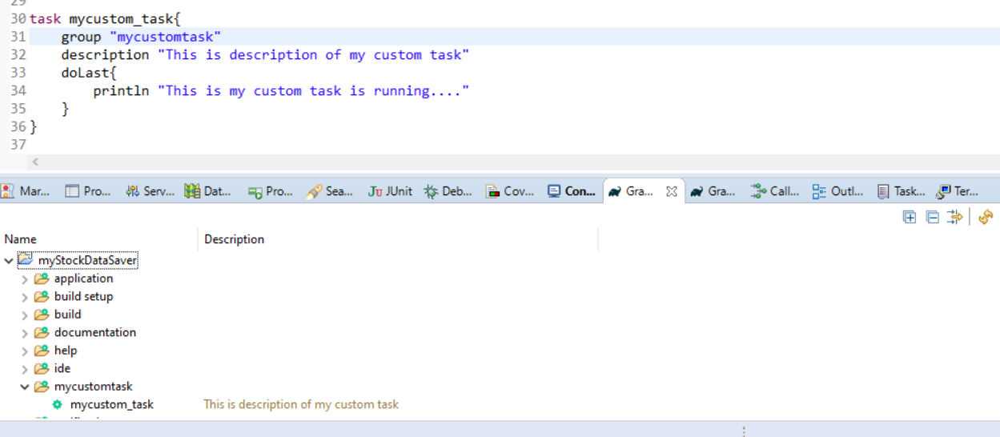 29
30 task mycustom_task{
31     group "mycustomtask"
32     description "This is description of my custom task"
33     doLast{
34         println "This is my custom task is running...."
35     }
36 }
37
Mar... Pro... Serv... Dat... Pro... Sea... JUnit Deb... Cov... Con... Gra... Gra... Call... Outl... Task... Ter...
Name Description
myStockDataSaver
application
build setup
build
documentation
help
ide
mycustomtask
mycustom_task This is description of my custom task